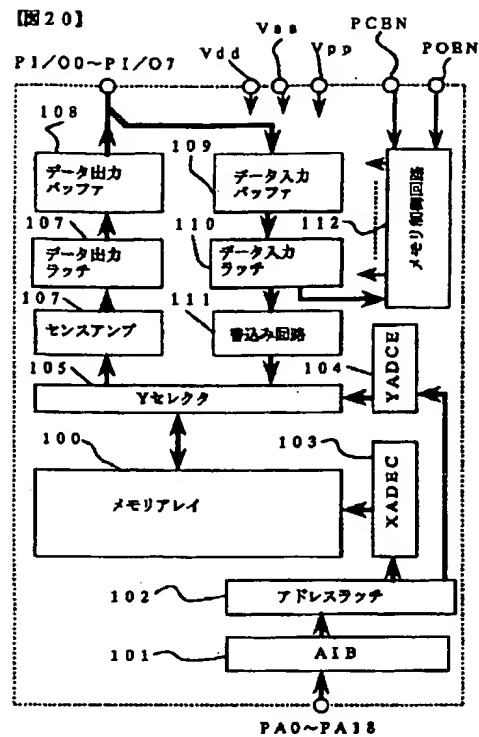 【図20】
PI/O0～PI/O7
Vdd
Vss
Vpp
PCBN
POBN
108
データ出力
バッファ
109
データ入力
バッファ
107
データ出力
ラッチ
110
データ入力
ラッチ
112
メモリ制御回路
107
センスアンプ
111
書込み回路
105
Yセレクタ
104
YADCE
100
メモリアレイ
103
XADEC
102
アドレスラッチ
101
AIB
PA0～PA18